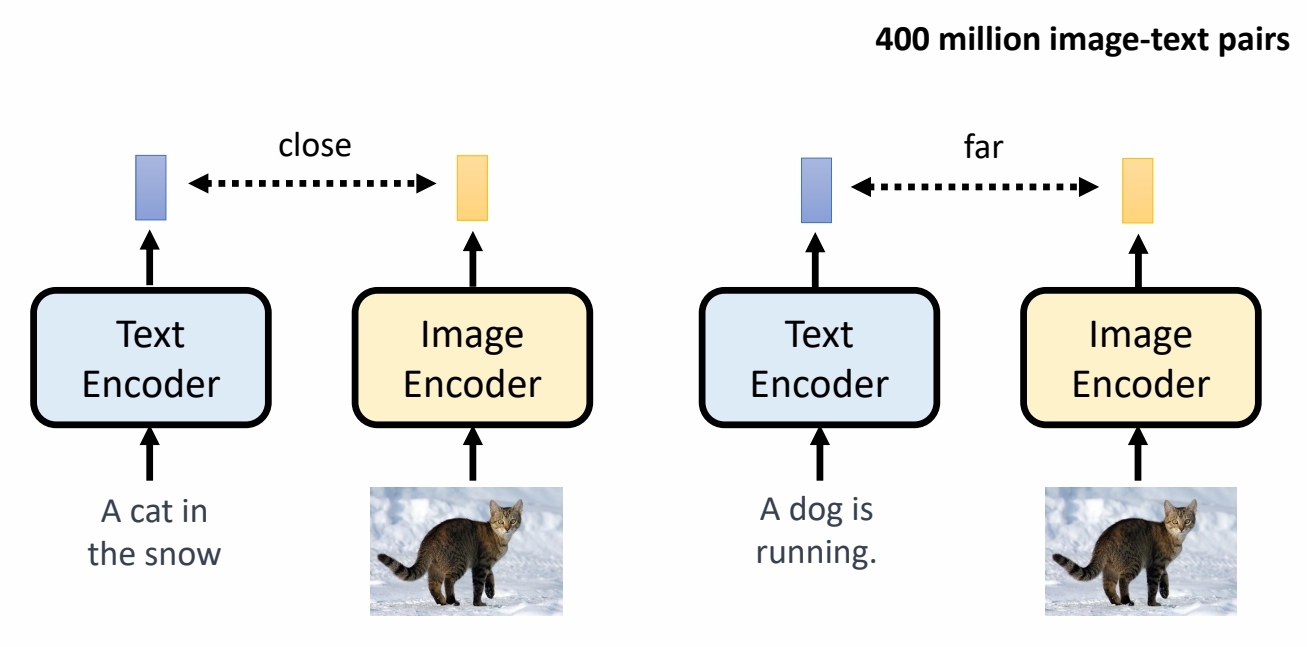 400 million image-text pairs
close
far
Text
Encoder
Image
Encoder
Text
Encoder
Image
Encoder
A cat in
the snow
A dog is
running.